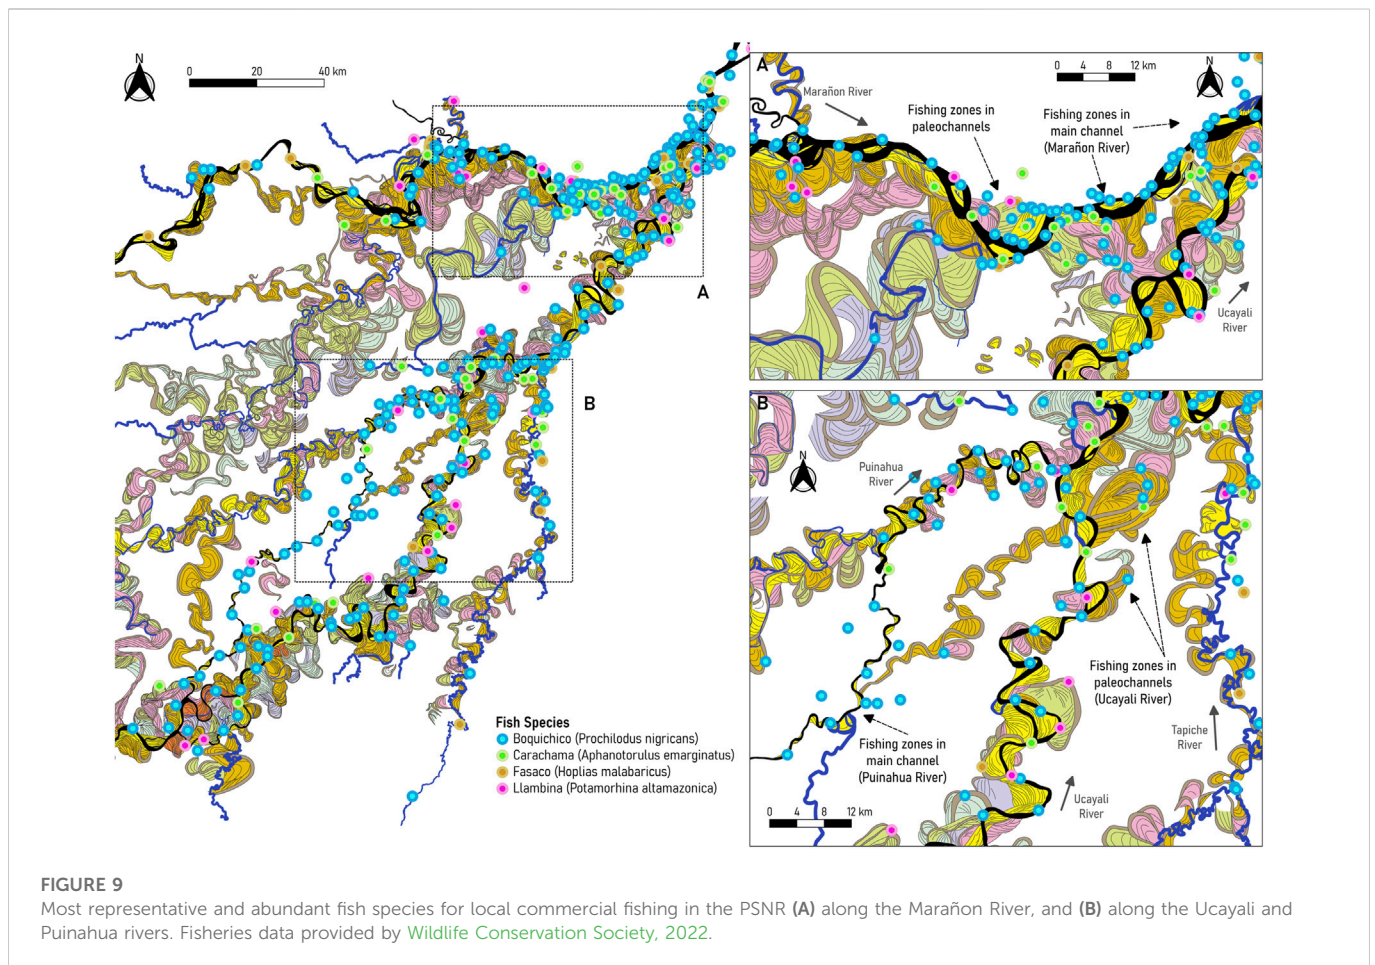 N
0 20 40 km
A
B
Fish Species
Boquichico (Prochilodus nigricans)
Carachama (Aphanotorulus emarginatus)
Fasaco (Hoplias malabaricus)
Llambina (Potamorhina altamazonica)
A
0 4 8 12 km
N
Marañon River
Fishing zones in
paleochannels
Fishing zones in
main channel
(Marañon River)
Ucayali
River
B
N
Puinahua
River
Fishing zones in
paleochannels
(Ucayali River)
Tapiche
River
Fishing zones in
main channel
(Puinahua River)
Ucayali
River
0 4 8 12 km
FIGURE 9
Most representative and abundant fish species for local commercial fishing in the PSNR (A) along the Marañon River, and (B) along the Ucayali and
Puinahua rivers. Fisheries data provided by Wildlife Conservation Society, 2022.